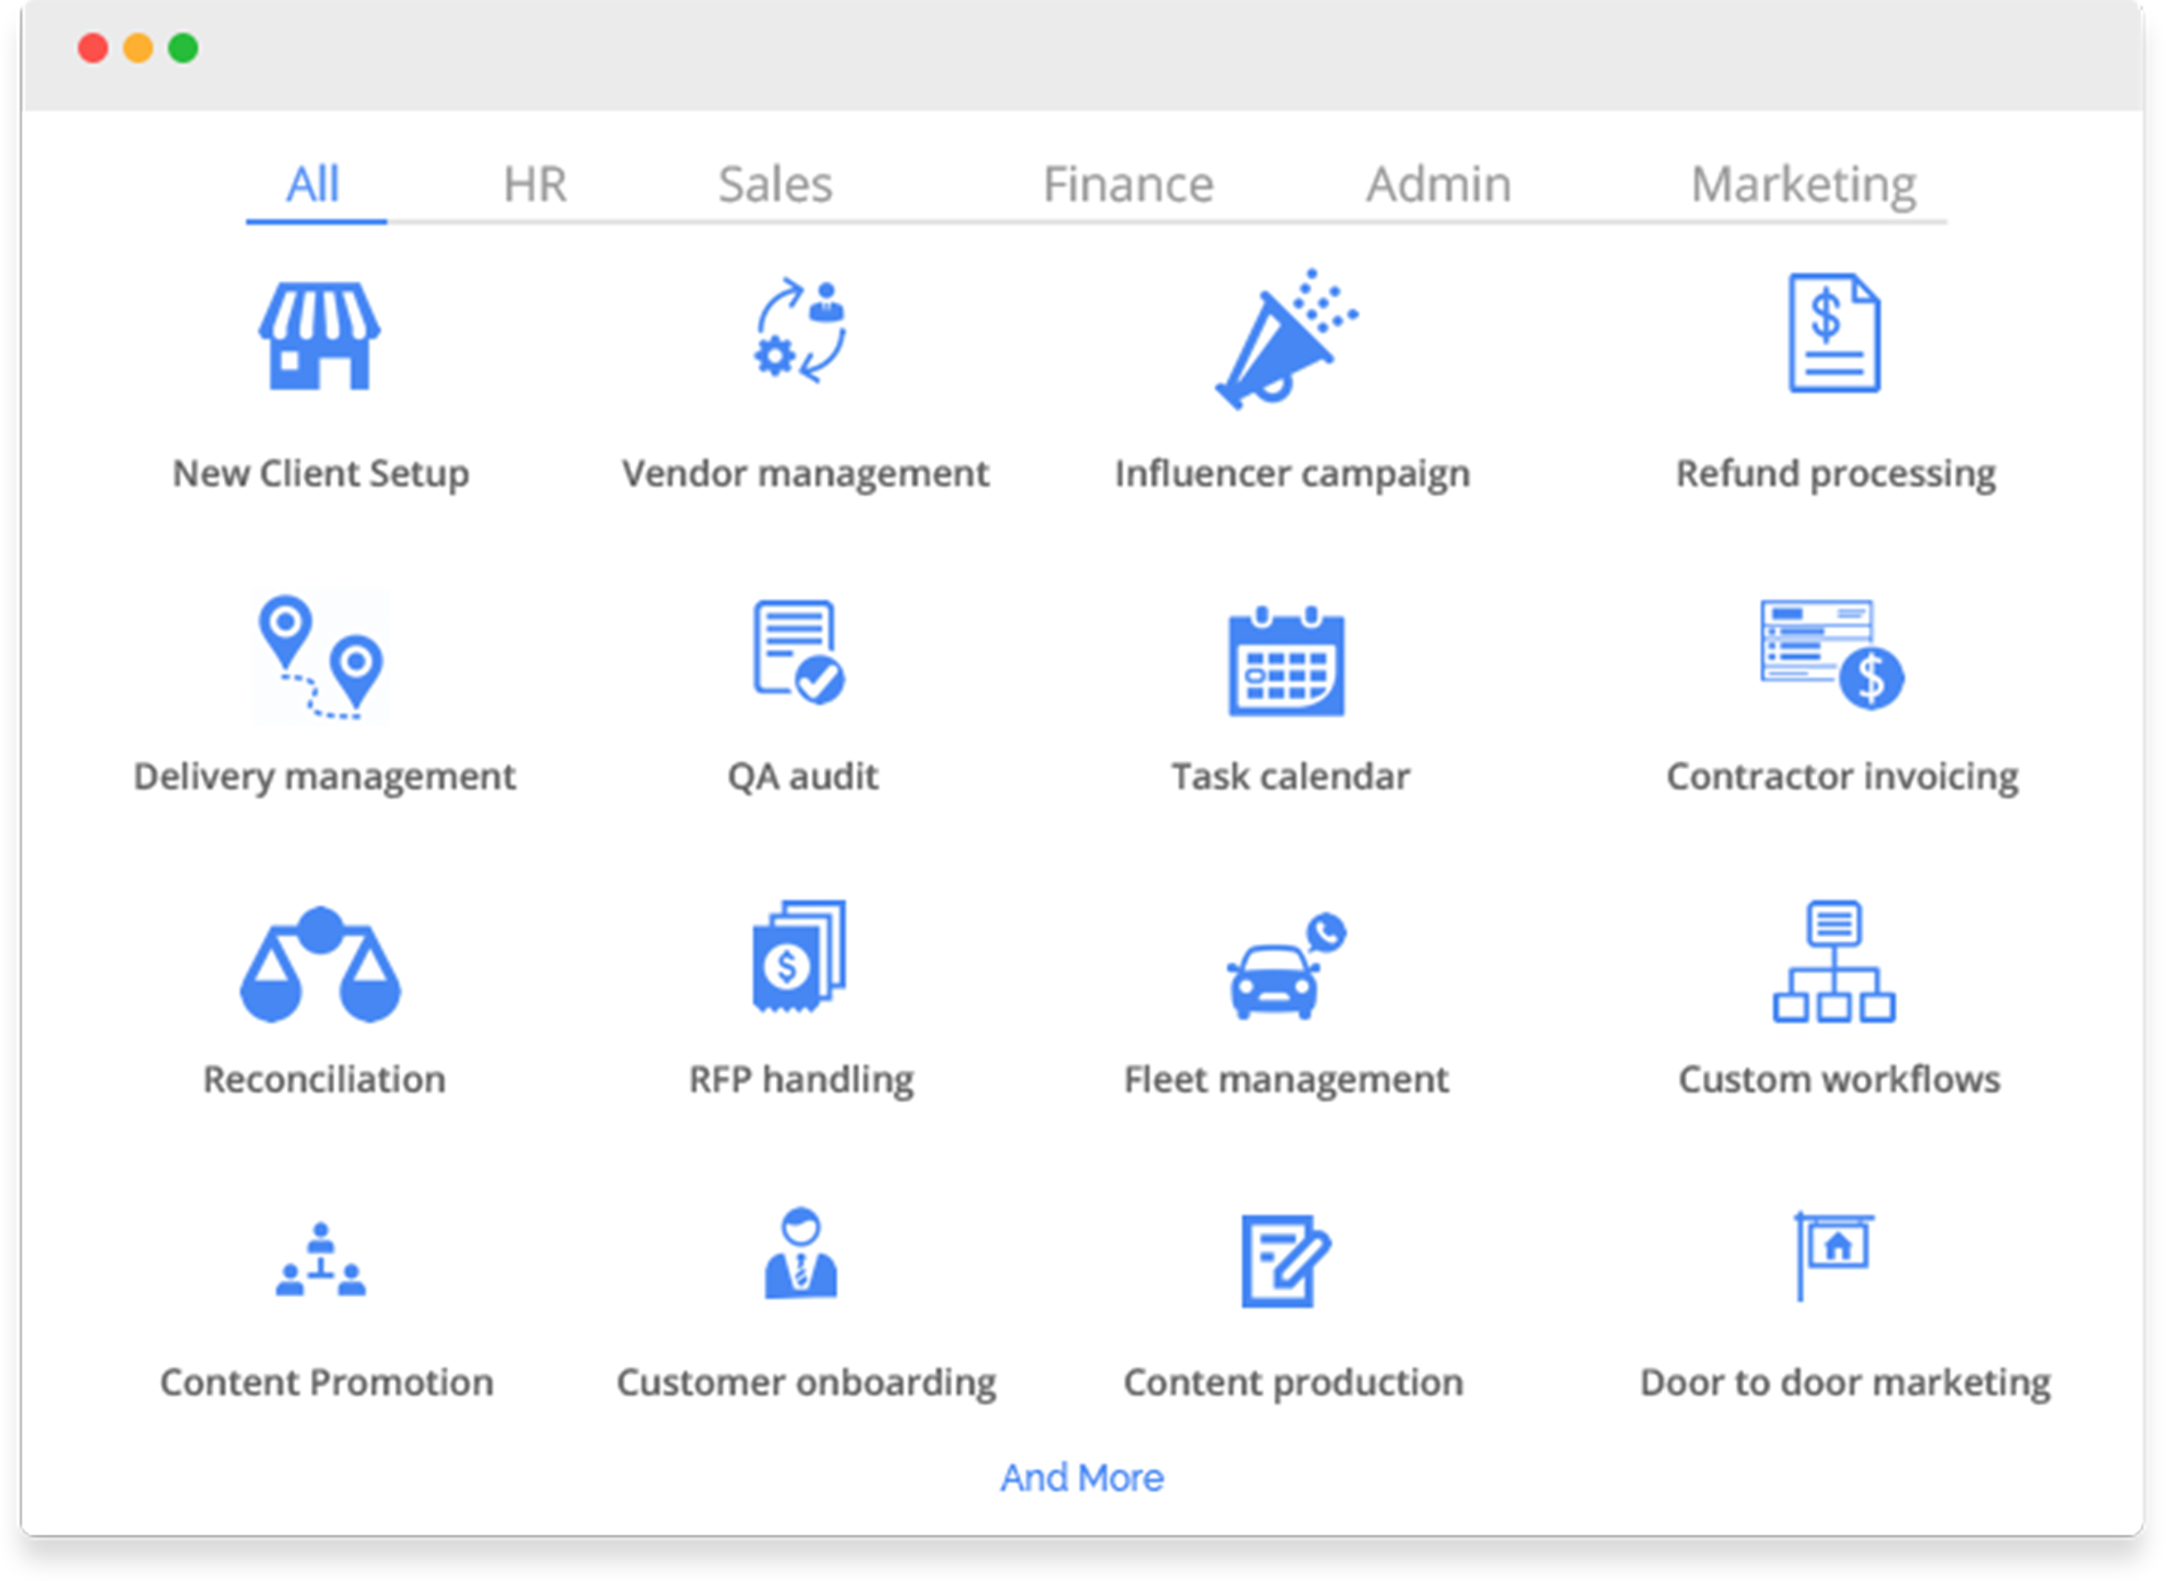 All HR Sales Finance Admin Marketing
New Client Setup Vendor management Influencer campaign Refund processing
Delivery management QA audit Task calendar Contractor invoicing
Reconciliation RFP handling Fleet management Custom workflows
Content Promotion Customer onboarding Content production Door to door marketing
And More